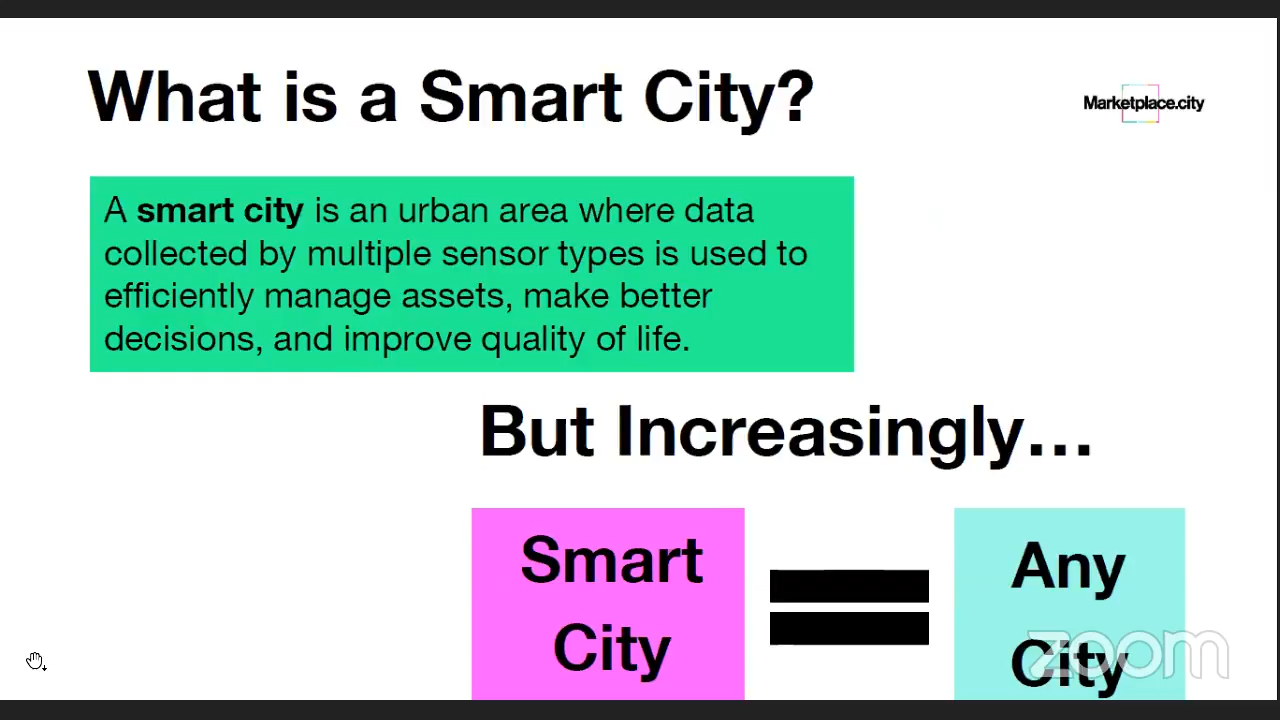 What is a Smart City?
Marketplace.city
A smart city is an urban area where data
collected by multiple sensor types is used to
efficiently manage assets, make better
decisions, and improve quality of life.
But Increasingly…
Smart
City
Any
City
zoom